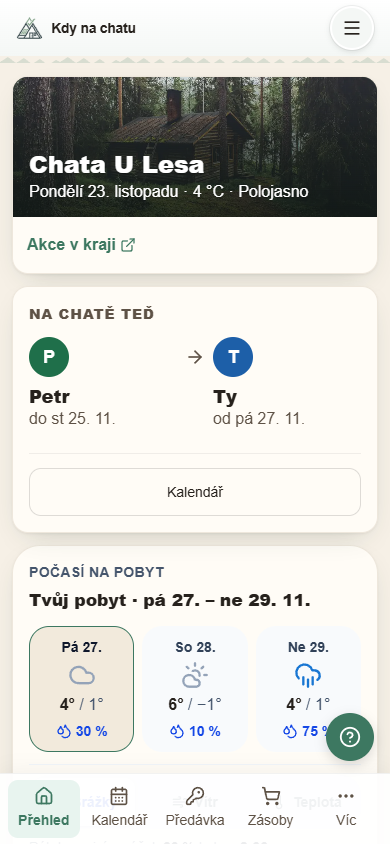 Kdy na chatu
Chata U Lesa
Pondělí 23. listopadu · 4 °C · Polojasno
Akce v kraji
NA CHATĚ TEĎ
P
T
Petr
Ty
do st 25. 11.
od pá 27. 11.
Kalendář
POČASÍ NA POBYT
Tvůj pobyt · pá 27. – ne 29. 11.
Pá 27.
So 28.
Ne 29.
4° / 1°
6° / −1°
4° / 1°
30 %
10 %
75 %
Teplota
Přehled
Kalendář
Předávka
Zásoby
Víc